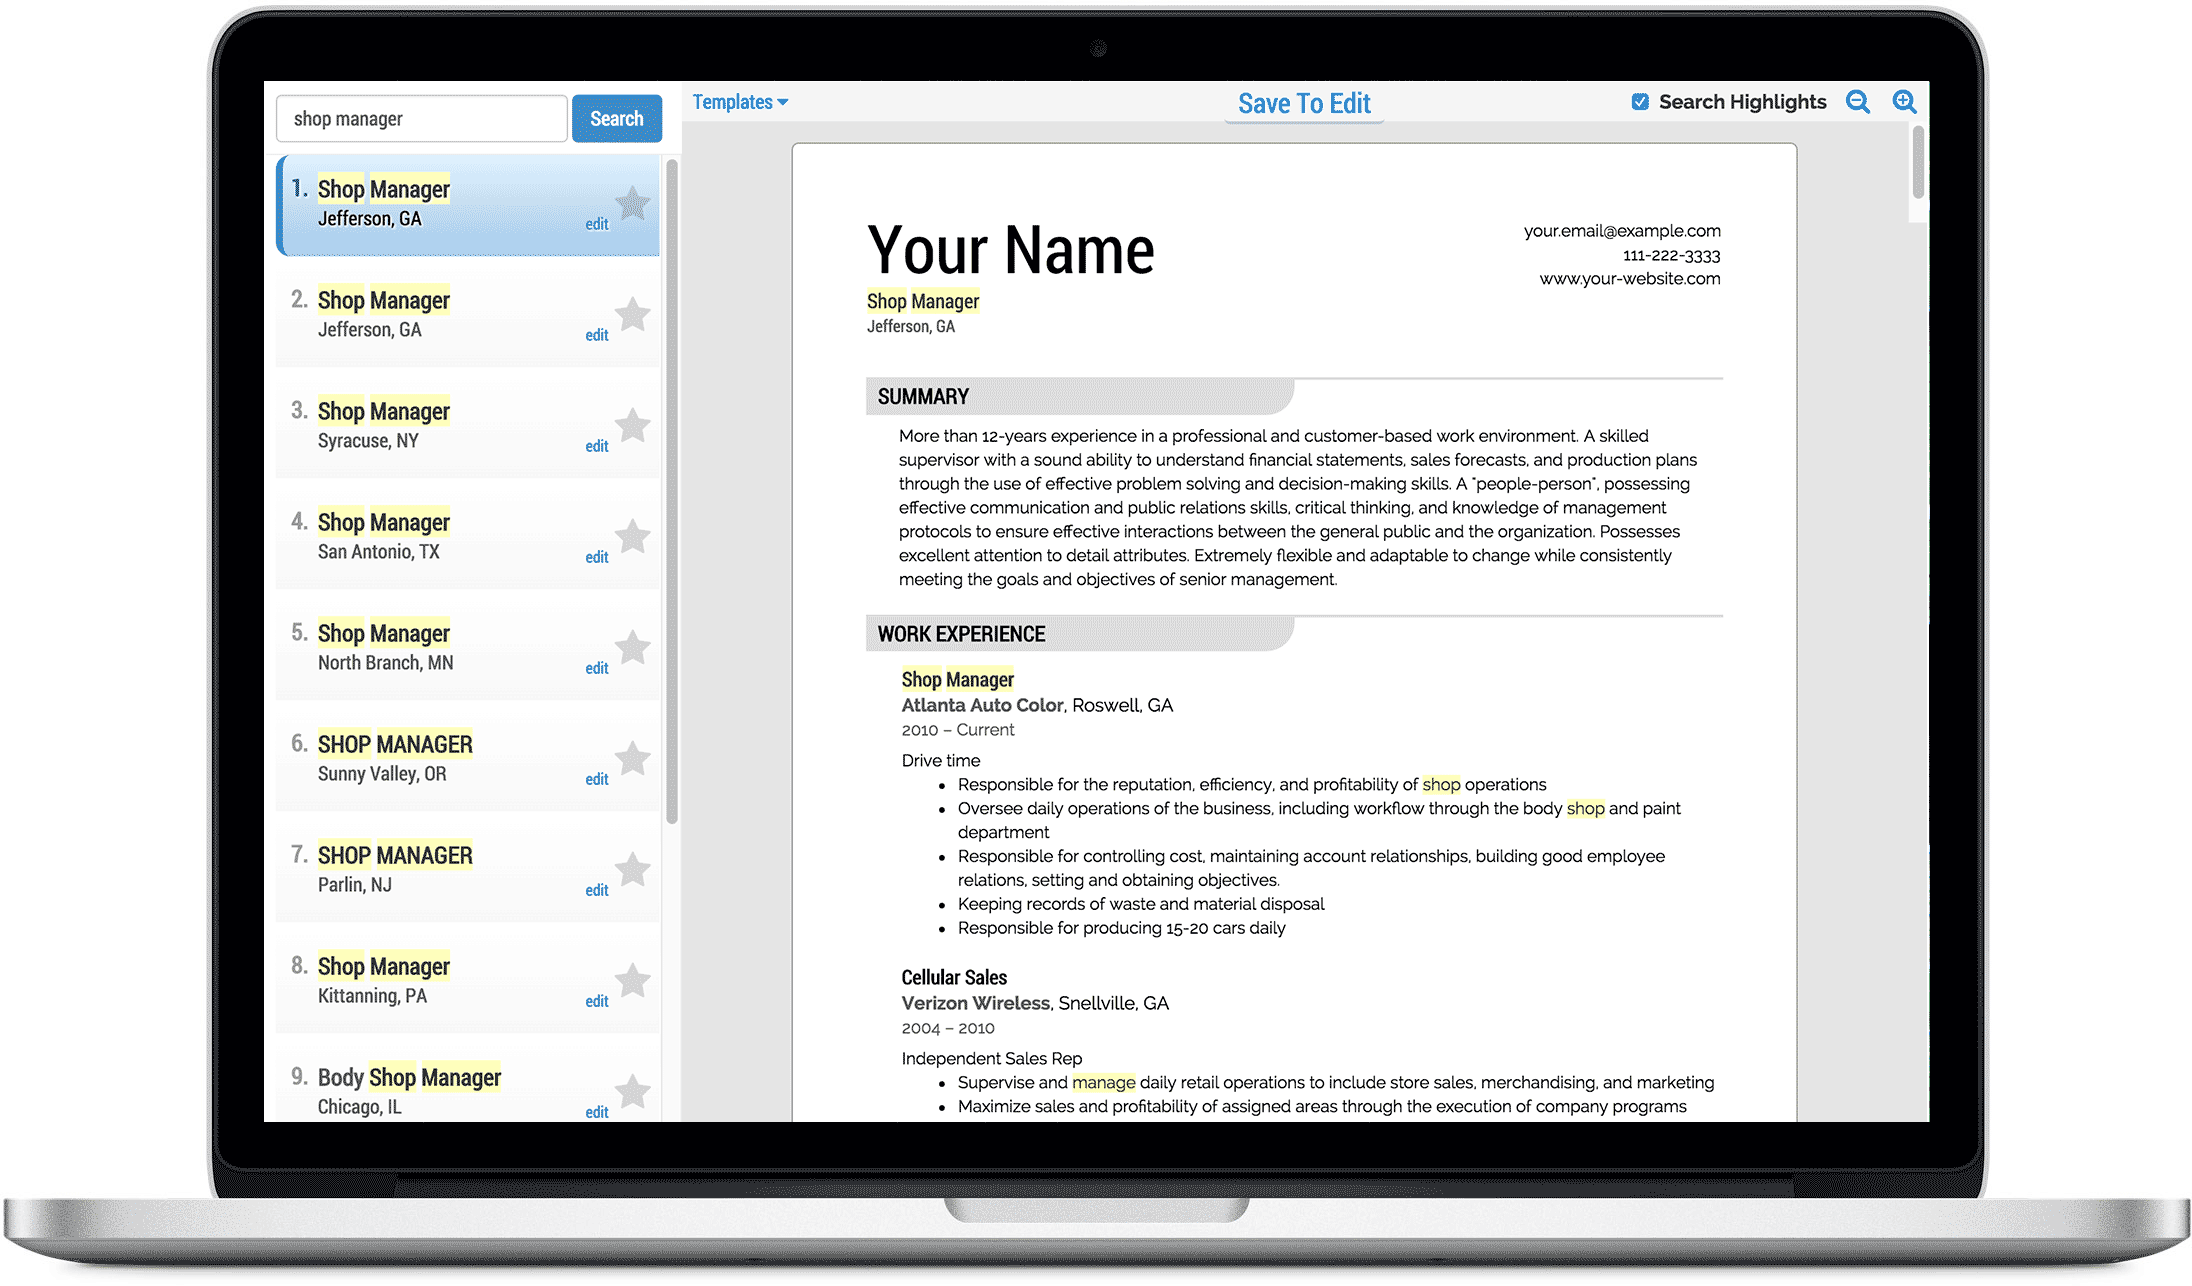 shop manager
Search
1. Shop Manager
Jefferson, GA
edit
2. Shop Manager
Jefferson, GA
edit
3. Shop Manager
Syracuse, NY
edit
4. Shop Manager
San Antonio, TX
edit
5. Shop Manager
North Branch, MN
edit
6. SHOP MANAGER
Sunny Valley, OR
edit
7. SHOP MANAGER
Parlin, NJ
edit
8. Shop Manager
Kittanning, PA
edit
9. Body Shop Manager
Chicago, IL
edit
Templates
Save To Edit
Search Highlights
Your Name
Shop Manager
Jefferson, GA
your.email@example.com
111-222-3333
www.your-website.com
SUMMARY
More than 12-years experience in a professional and customer-based work environment. A skilled
supervisor with a sound ability to understand financial statements, sales forecasts, and production plans
through the use of effective problem solving and decision-making skills. A "people-person", possessing
effective communication and public relations skills, critical thinking, and knowledge of management
protocols to ensure effective interactions between the general public and the organization. Possesses
excellent attention to detail attributes. Extremely flexible and adaptable to change while consistently
meeting the goals and objectives of senior management.
WORK EXPERIENCE
Shop Manager
Atlanta Auto Color, Roswell, GA
2010 – Current
Drive time
• Responsible for the reputation, efficiency, and profitability of shop operations
• Oversee daily operations of the business, including workflow through the body shop and paint
department
• Responsible for controlling cost, maintaining account relationships, building good employee
relations, setting and obtaining objectives.
• Keeping records of waste and material disposal
• Responsible for producing 15-20 cars daily
Cellular Sales
Verizon Wireless, Snellville, GA
2004 – 2010
Independent Sales Rep
• Supervise and manage daily retail operations to include store sales, merchandising, and marketing
• Maximize sales and profitability of assigned areas through the execution of company programs